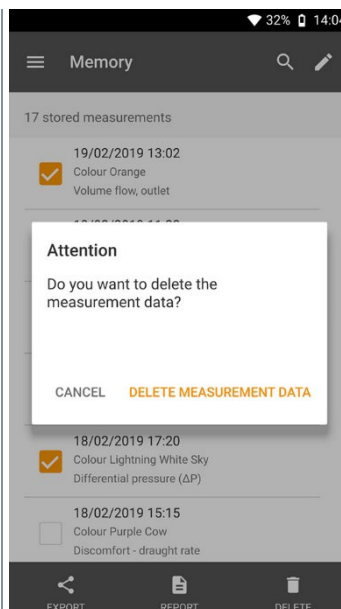 32% 14:04
Memory
17 stored measurements
19/02/2019 13:02
Colour Orange
Volume flow, outlet
Attention
Do you want to delete the
measurement data?
CANCEL DELETE MEASUREMENT DATA
18/02/2019 17:20
Colour Lightning White Sky
Differential pressure (ΔP)
18/02/2019 15:15
Colour Purple Cow
Discomfort - draught rate
EXPORT REPORT DELETE